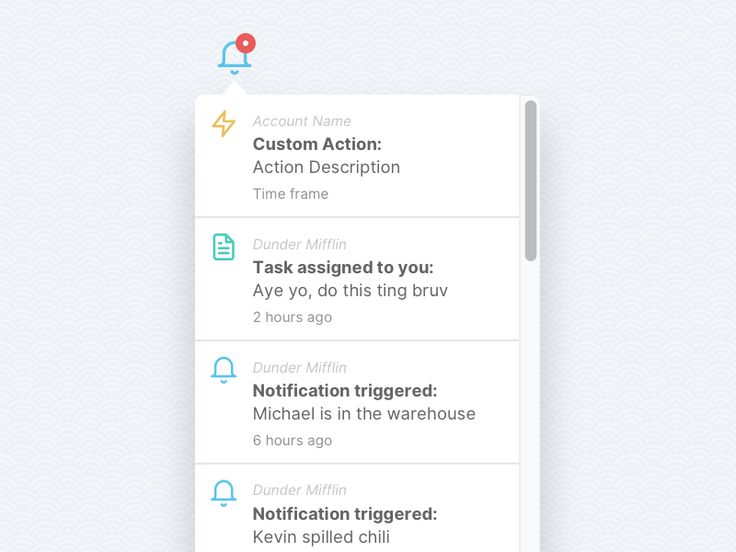 Account Name
Custom Action:
Action Description
Time frame
Dunder Mifflin
Task assigned to you:
Aye yo, do this ting bruv
2 hours ago
Dunder Mifflin
Notification triggered:
Michael is in the warehouse
6 hours ago
Dunder Mifflin
Notification triggered:
Kevin spilled chili